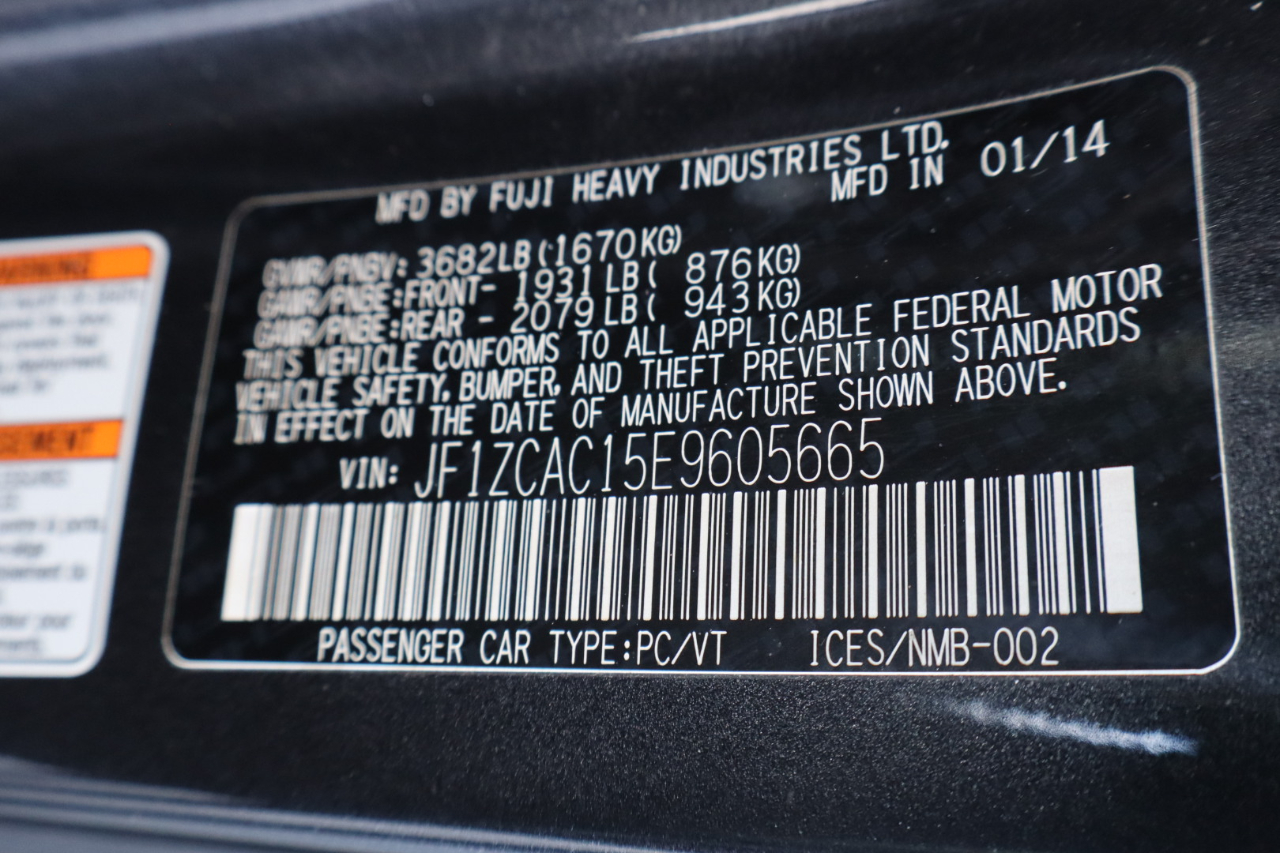 WARNING
MFD BY FUJI HEAVY INDUSTRIES LTD.
MFD IN 01/14
GVWR/PNBV: 3682LB(1670KG)
GAWR/PNBE:FRONT- 1931LB( 876KG)
GAWR/PNBE:REAR - 2079LB( 943KG)
THIS VEHICLE CONFORMS TO ALL APPLICABLE FEDERAL MOTOR
VEHICLE SAFETY, BUMPER, AND THEFT PREVENTION STANDARDS
IN EFFECT ON THE DATE OF MANUFACTURE SHOWN ABOVE.
VIN: JF1ZCAC15E9605665
PASSENGER CAR TYPE:PC/VT ICES/NMB-002